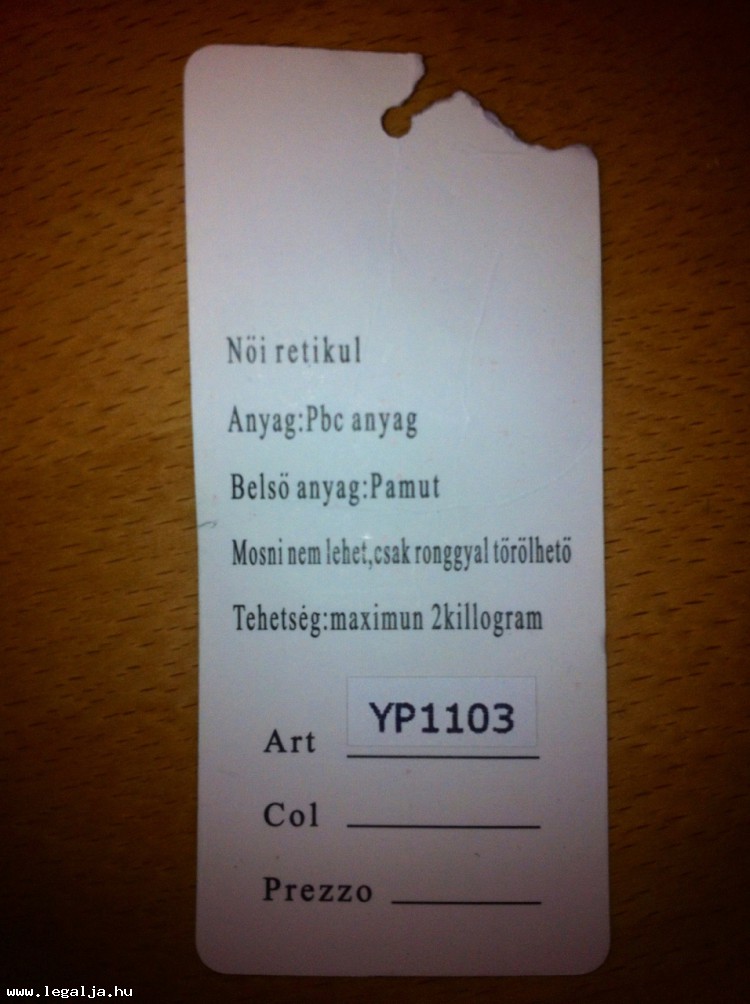 Nöi retikul
Anyag:Pbc anyag
Belsö anyag:Pamut
Mosni nem lehet,csak ronggyal törölhetö
Tehetség:maximun 2killogram
Art YP1103
Col
Prezzo
www.legalja.hu